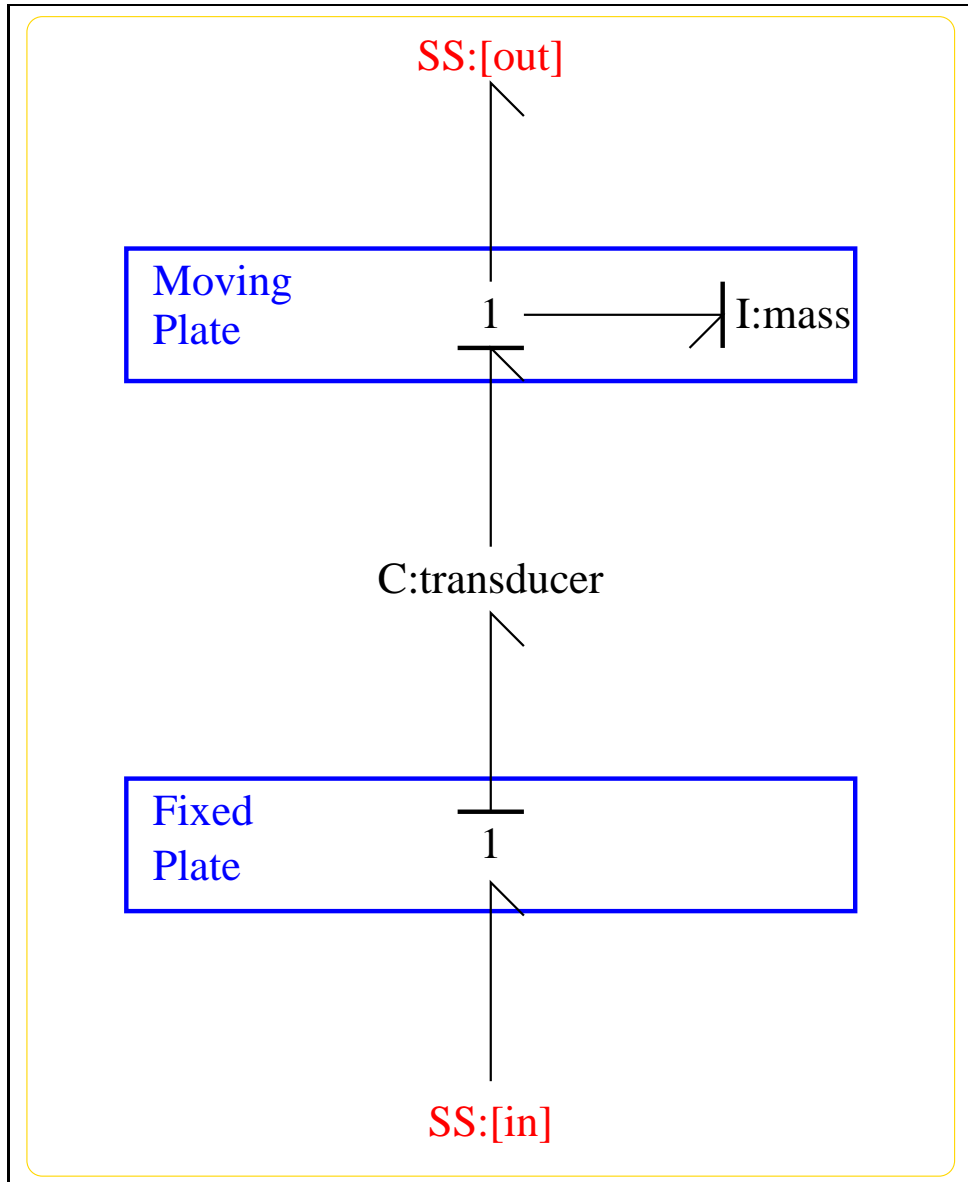 SS:[out]
Moving
Plate
1
I:mass
C:transducer
Fixed
Plate
1
SS:[in]